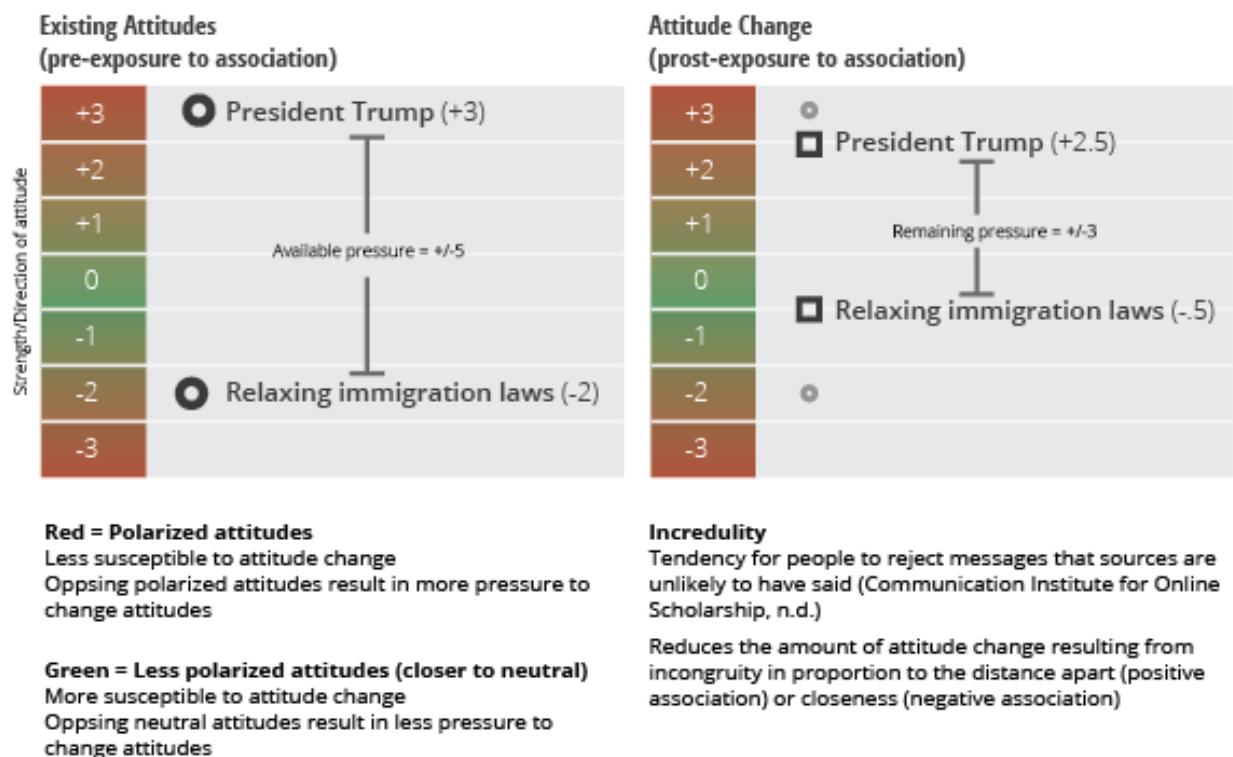 Existing Attitudes
(pre-exposure to association)
Strength/Direction of attitude
+3
+2
+1
0
-1
-2
-3
President Trump (+3)
Available pressure = +/-5
Relaxing immigration laws (-2)
Red = Polarized attitudes
Less susceptible to attitude change
Oppsing polarized attitudes result in more pressure to
change attitudes
Green = Less polarized attitudes (closer to neutral)
More susceptible to attitude change
Oppsing neutral attitudes result in less pressure to
change attitudes
Attitude Change
(prost-exposure to association)
+3
+2
+1
0
-1
-2
-3
President Trump (+2.5)
Remaining pressure = +/-3
Relaxing immigration laws (-.5)
Incredulity
Tendency for people to reject messages that sources are
unlikely to have said (Communication Institute for Online
Scholarship, n.d.)
Reduces the amount of attitude change resulting from
incongruity in proportion to the distance apart (positive
association) or closeness (negative association)